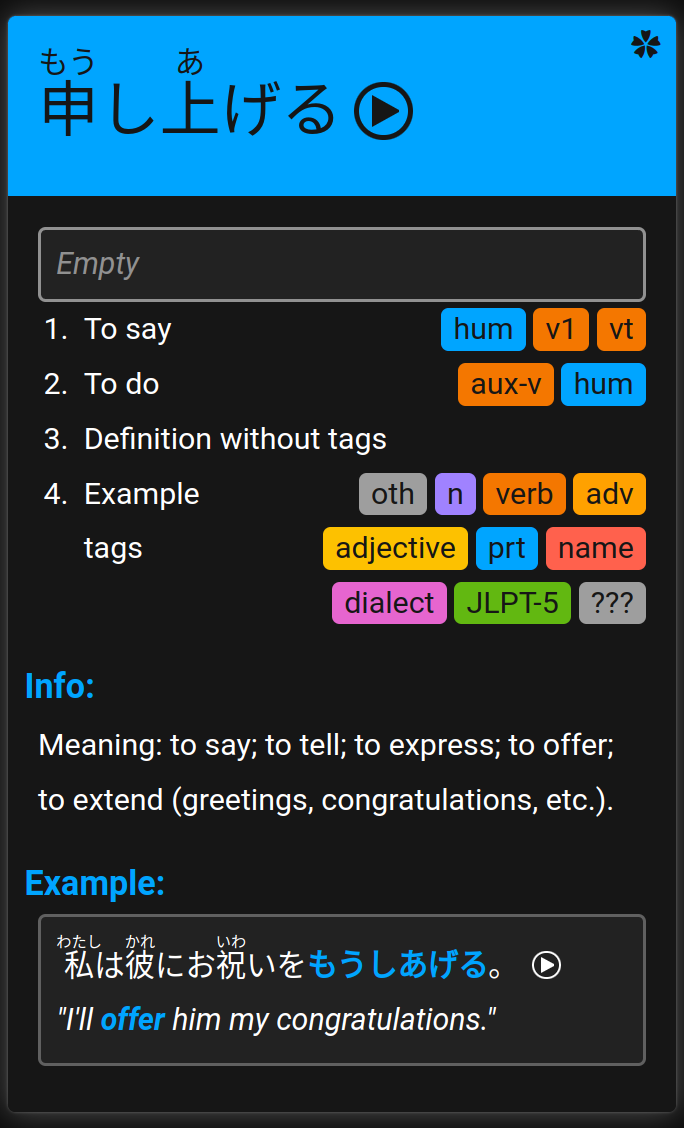 もう あ
申し上げる
Empty
1. To say hum v1 vt
2. To do aux-v hum
3. Definition without tags
4. Example oth n verb adv
tags adjective prt name
dialect JLPT-5 ???
Info:
Meaning: to say; to tell; to express; to offer;
to extend (greetings, congratulations, etc.).
Example:
わたし かれ いわ
私は彼にお祝いをもうしあげる。
"I'll offer him my congratulations."